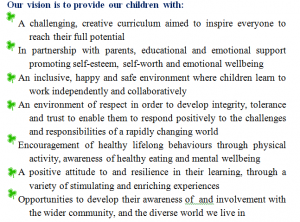 Our vision is to provide our children with:
A challenging, creative curriculum aimed to inspire everyone to
reach their full potential
In partnership with parents, educational and emotional support
promoting self-esteem, self-worth and emotional wellbeing
An inclusive, happy and safe environment where children learn to
work independently and collaboratively
An environment of respect in order to develop integrity, tolerance
and trust to enable them to respond positively to the challenges
and responsibilities of a rapidly changing world
Encouragement of healthy lifelong behaviours through physical
activity, awareness of healthy eating and mental wellbeing
A positive attitude to and resilience in their learning, through a
variety of stimulating and enriching experiences
Opportunities to develop their awareness of and involvement with
the wider community, and the diverse world we live in